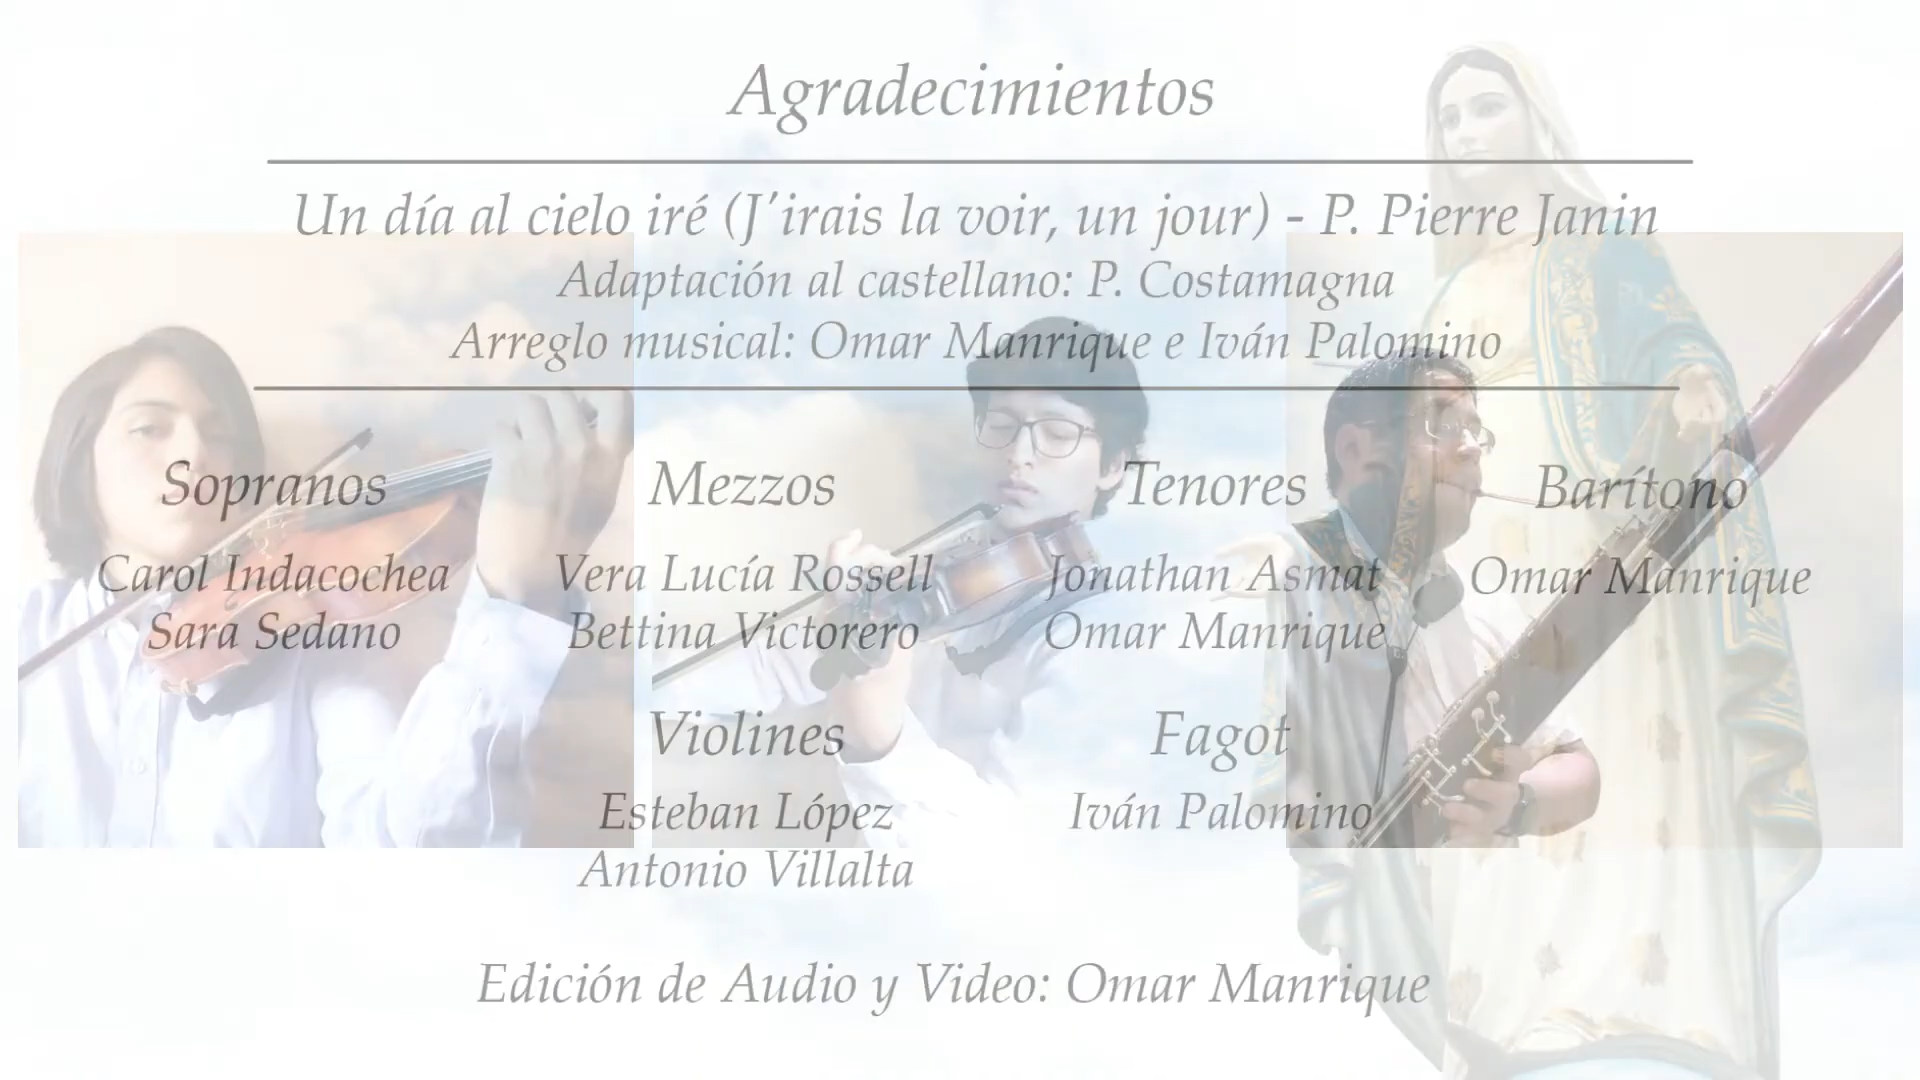 Agradecimientos
Un día al cielo iré (J'irais la voir, un jour) - P. Pierre Janin
Adaptación al castellano: P. Costamagna
Arreglo musical: Omar Manrique e Iván Palomino
Sopranos
Carol Indacochea
Sara Sedano
Mezzos
Vera Lucía Rossell
Bettina Victorero
Tenores
Jonathan Asmat
Omar Manrique
Barítono
Omar Manrique
Violines
Esteban López
Antonio Villalta
Fagot
Iván Palomino
Edición de Audio y Video: Omar Manrique